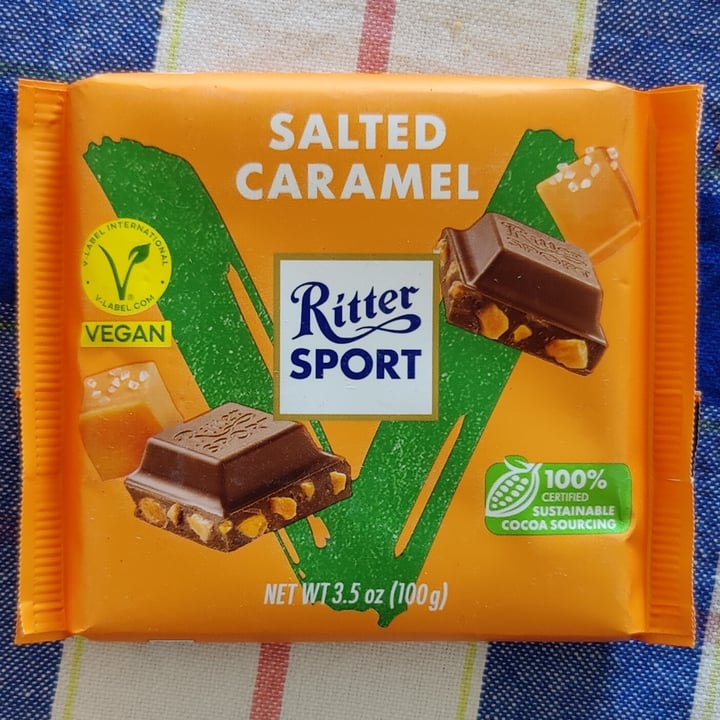 SALTED
CARAMEL
V-LABEL INTERNATIONAL
V-LABEL.COM
VEGAN
Ritter
SPORT
100%
CERTIFIED
SUSTAINABLE
COCOA SOURCING
NET WT 3.5 oz (100g)